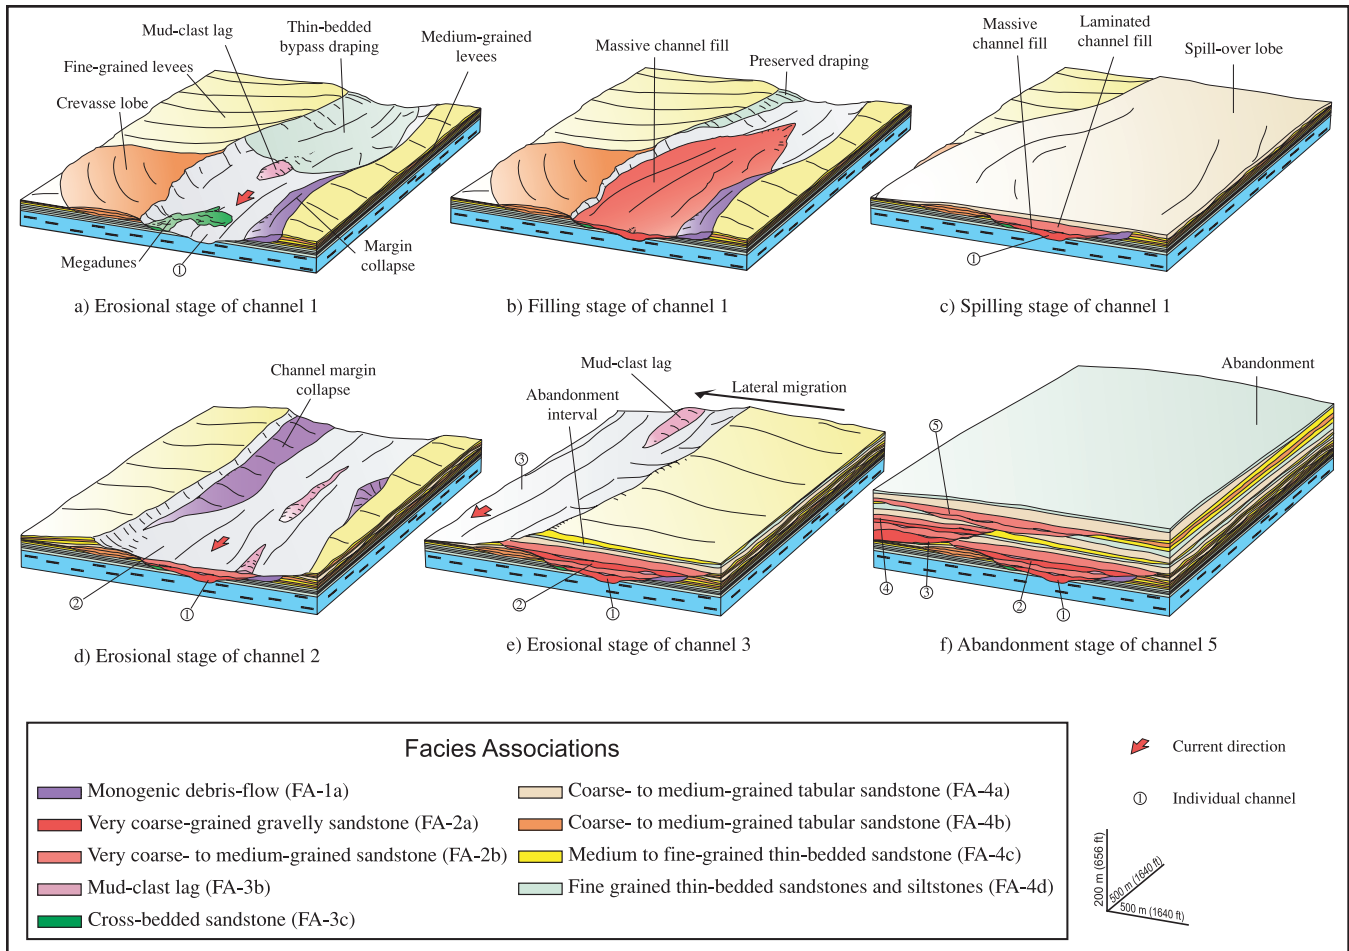 Mud-clast lag
Thin-bedded
bypass draping
Medium-grained
levees
Fine-grained levees
Crevasse lobe
Megadunes
①
Margin
collapse
a) Erosional stage of channel 1
Massive channel fill
Preserved draping
b) Filling stage of channel 1
Massive
channel fill
Laminated
channel fill
Spill-over lobe
①
c) Spilling stage of channel 1
Channel margin
collapse
②
①
d) Erosional stage of channel 2
Mud-clast lag
Abandonment
interval
Lateral migration
③
②
①
e) Erosional stage of channel 3
Abandonment
⑤
④
③
②
①
f) Abandonment stage of channel 5
Facies Associations
Monogenic debris-flow (FA-1a)
Very coarse-grained gravelly sandstone (FA-2a)
Very coarse- to medium-grained sandstone (FA-2b)
Mud-clast lag (FA-3b)
Cross-bedded sandstone (FA-3c)
Coarse- to medium-grained tabular sandstone (FA-4a)
Coarse- to medium-grained tabular sandstone (FA-4b)
Medium to fine-grained thin-bedded sandstone (FA-4c)
Fine grained thin-bedded sandstones and siltstones (FA-4d)
Current direction
① Individual channel
200 m (656 ft)
500 m (1640 ft)
500 m (1640 ft)